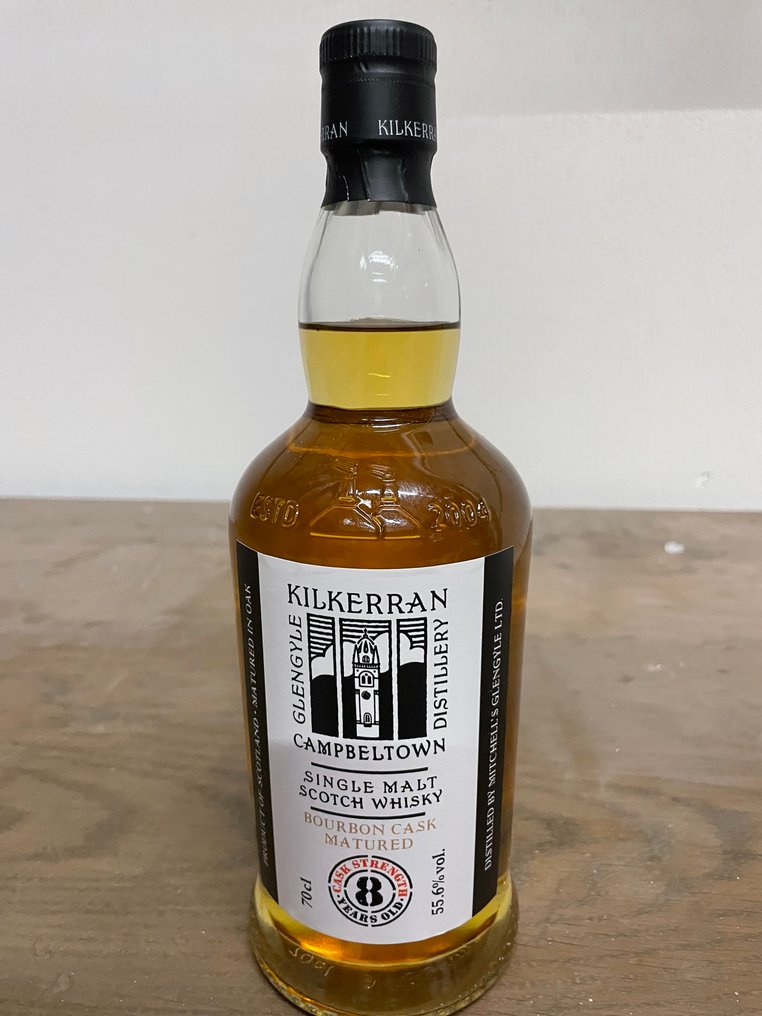 KILKERRAN
ESTD 2004
KILKERRAN
GLENGYLE
DISTILLERY
CAMPBELTOWN
SINGLE MALT
SCOTCH WHISKY
BOURBON CASK
MATURED
CASK STRENGTH
8
YEARS OLD
70cl
55.6%vol.
PRODUCT OF SCOTLAND · MATURED IN OAK
DISTILLED BY MITCHELL'S GLENGYLE LTD.